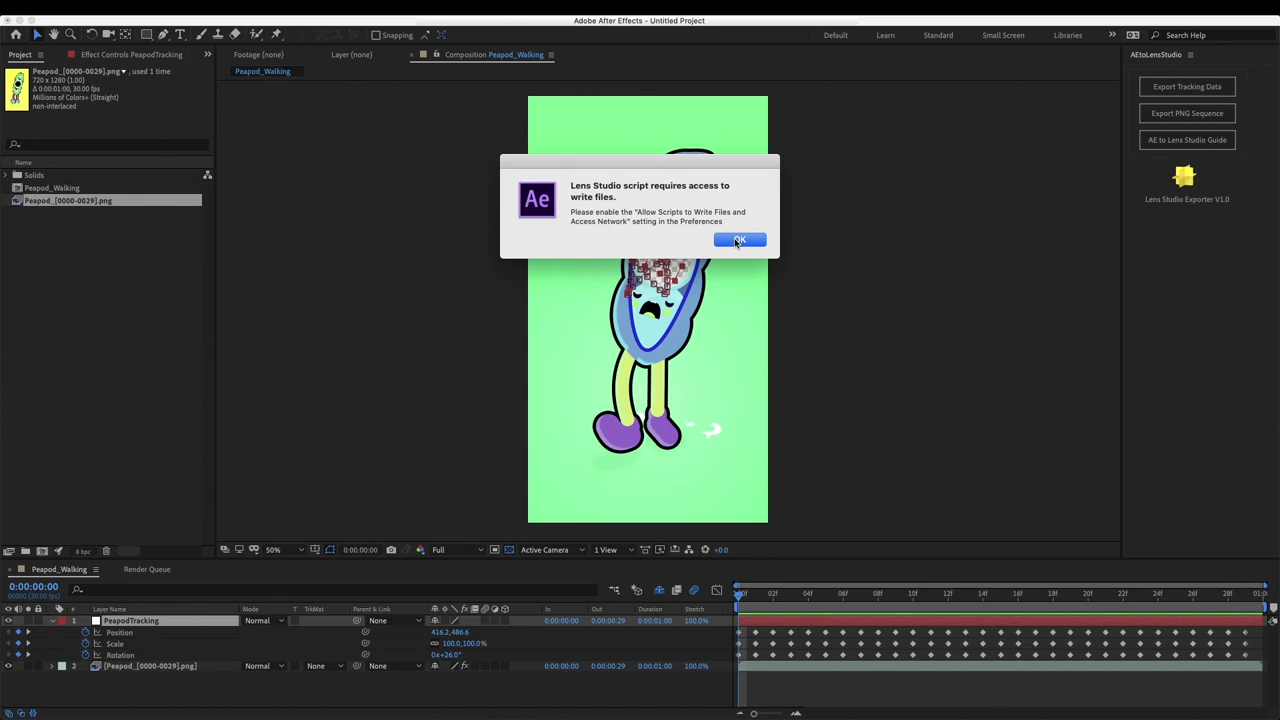 Adobe After Effects - Untitled Project
Snapping
Default
Learn
Standard
Small Screen
Libraries
Search Help
Project
Effect Controls PeapodTracking
Footage (none)
Layer (none)
Composition Peapod_Walking
AEtoLensStudio
Peapod_[0000-0029].png , used 1 time
720 x 1280 (1.00)
Δ 0:00:01:00, 30.00 fps
Millions of Colors+ (Straight)
non-interlaced
Peapod_Walking
Export Tracking Data
Export PNG Sequence
AE to Lens Studio Guide
Lens Studio Exporter V1.0
Name
Solids
Peapod_Walking
Peapod_[0000-0029].png
Ae
Lens Studio script requires access to
write files.
Please enable the "Allow Scripts to Write Files and
Access Network" setting in the Preferences
OK
8 bpc
50%
0:00:00:00
Full
Active Camera
1 View
+0.0
Peapod_Walking
Render Queue
0:00:00:00
00000 (30.00 fps)
# Layer Name Mode T TrkMat Parent & Link In Out Duration Stretch
02f 04f 06f 08f 10f 12f 14f 16f 18f 20f 22f 24f 26f 28f
1 PeapodTracking Normal None 0:00:00:00 0:00:00:29 0:00:01:00 100.0%
Position 416.2,486.6
Scale 100.0,100.0%
Rotation 0x+26.0°
2 [Peapod_[0000-0029].png] Normal None None 0:00:00:00 0:00:00:29 0:00:01:00 100.0%